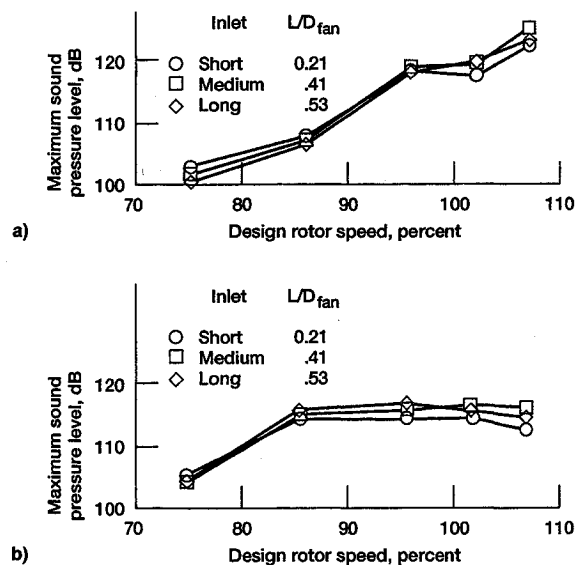 Inlet L/Dfan
Short 0.21
Medium .41
Long .53
Maximum sound
pressure level, dB
120
110
100
70 80 90 100 110
Design rotor speed, percent
a)
Inlet L/Dfan
Short 0.21
Medium .41
Long .53
Maximum sound
pressure level, dB
120
110
100
70 80 90 100 110
Design rotor speed, percent
b)